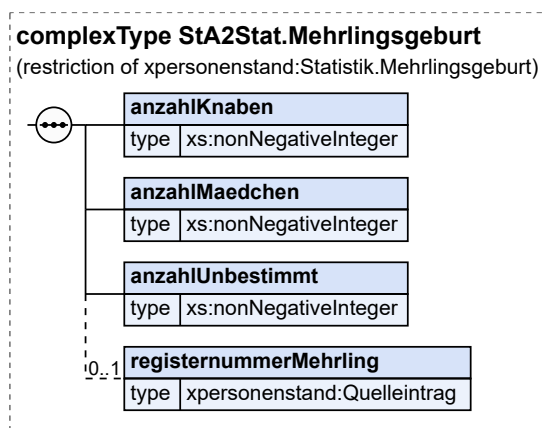 complexType StA2Stat.Mehrlingsgeburt
(restriction of xpersonenstand:Statistik.Mehrlingsgeburt)
anzahlKnaben
type xs:nonNegativeInteger
anzahlMaedchen
type xs:nonNegativeInteger
anzahlUnbestimmt
type xs:nonNegativeInteger
0..1 registernummerMehrling
type xpersonenstand:Quelleintrag